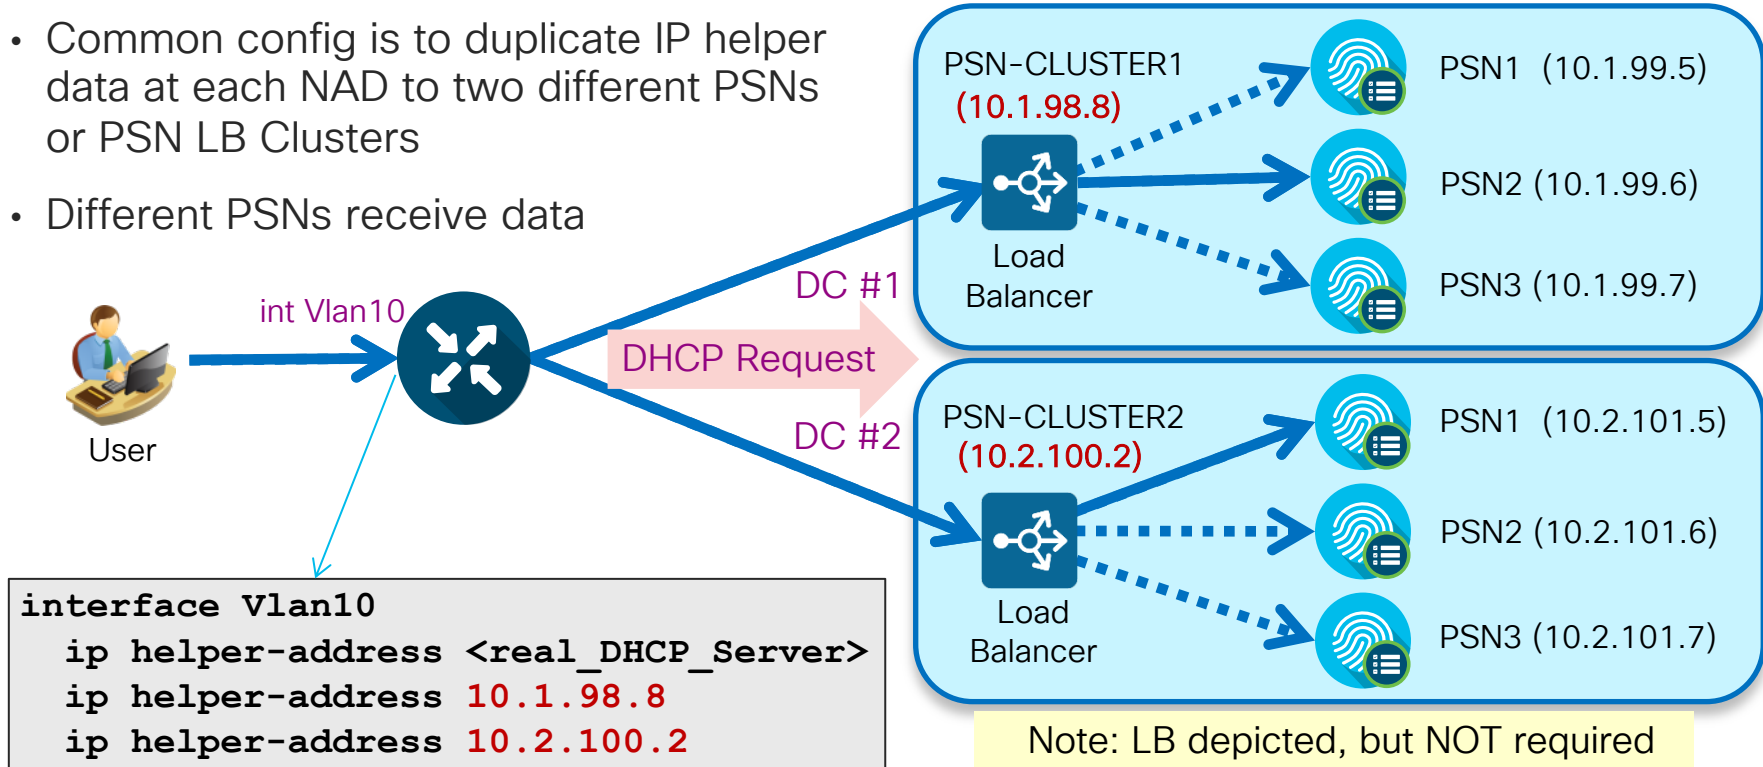 • Common config is to duplicate IP helper
data at each NAD to two different PSNs
or PSN LB Clusters
• Different PSNs receive data
int Vlan10
User
DC #1
DHCP Request
DC #2
PSN-CLUSTER1
(10.1.98.8)
Load
Balancer
PSN1 (10.1.99.5)
PSN2 (10.1.99.6)
PSN3 (10.1.99.7)
PSN-CLUSTER2
(10.2.100.2)
Load
Balancer
PSN1 (10.2.101.5)
PSN2 (10.2.101.6)
PSN3 (10.2.101.7)
interface Vlan10
ip helper-address <real_DHCP_Server>
ip helper-address 10.1.98.8
ip helper-address 10.2.100.2
Note: LB depicted, but NOT required